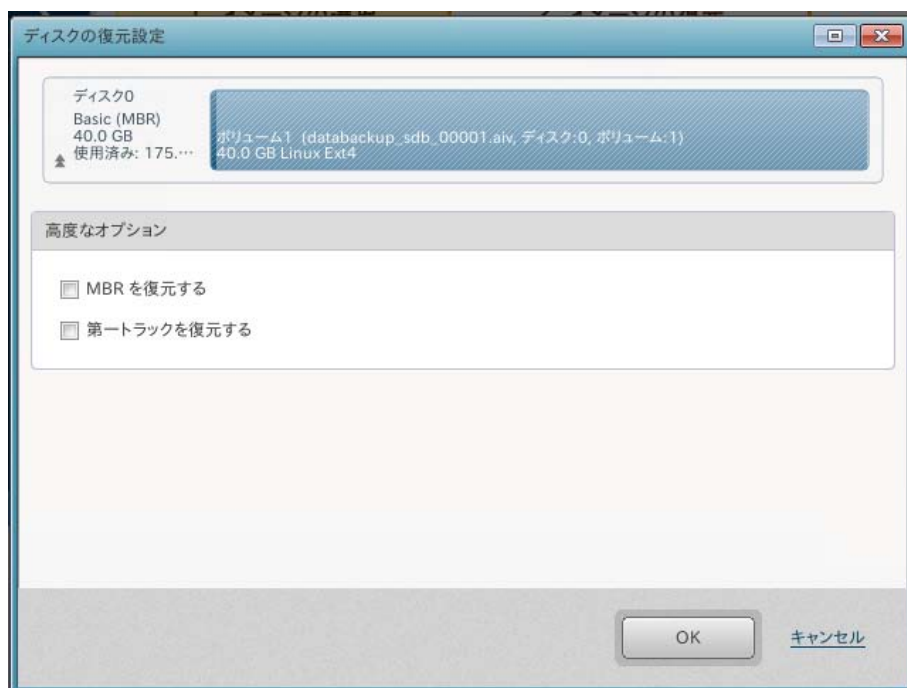 ディスクの復元設定
ディスク0
Basic (MBR)
40.0 GB
使用済み: 175.…
ボリューム1 (databackup_sdb_00001.aiv, ディスク:0, ボリューム:1)
40.0 GB Linux Ext4
高度なオプション
MBR を復元する
第一トラックを復元する
OK
キャンセル